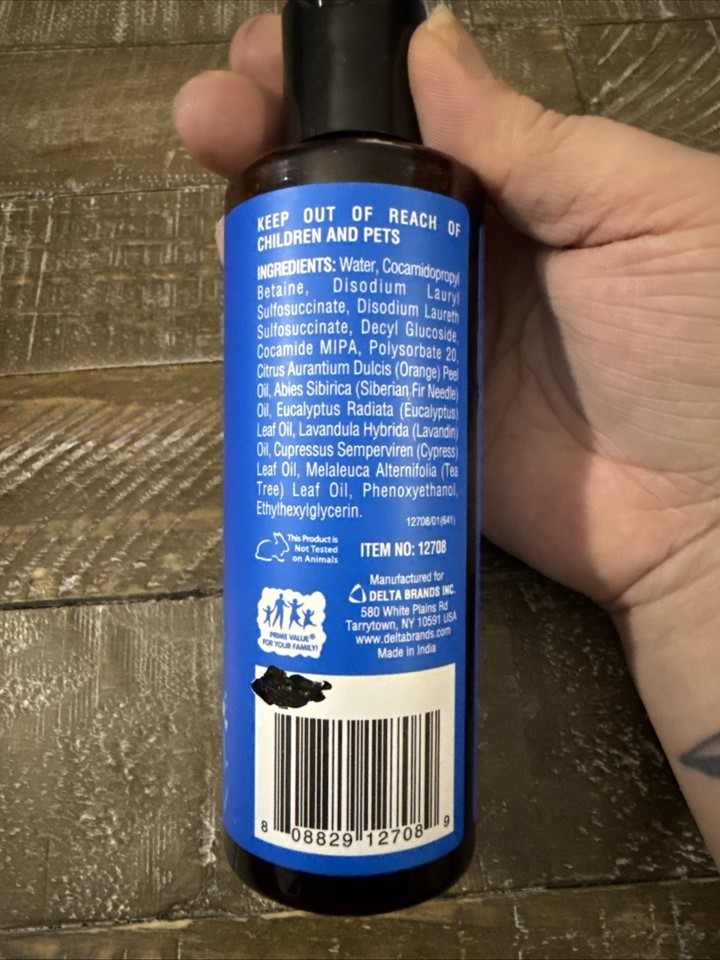 KEEP OUT OF REACH OF
CHILDREN AND PETS
INGREDIENTS: Water, Cocamidopropyl
Betaine, Disodium Lauryl
Sulfosuccinate, Disodium Laureth
Sulfosuccinate, Decyl Glucoside,
Cocamide MIPA, Polysorbate 20,
Citrus Aurantium Dulcis (Orange) Peel
Oil, Abies Sibirica (Siberian Fir Needle)
Oil, Eucalyptus Radiata (Eucalyptus)
Leaf Oil, Lavandula Hybrida (Lavandin)
Oil, Cupressus Semperviren (Cypress)
Leaf Oil, Melaleuca Alternifolia (Tea
Tree) Leaf Oil, Phenoxyethanol,
Ethylhexylglycerin.
12708/01(641)
This Product is
Not Tested
on Animals
ITEM NO: 12708
Manufactured for
DELTA BRANDS INC.
580 White Plains Rd
Tarrytown, NY 10591 USA
www.deltabrands.com
Made in India
PRIME VALUE®
FOR YOUR FAMILY!
8 08829 12708 9